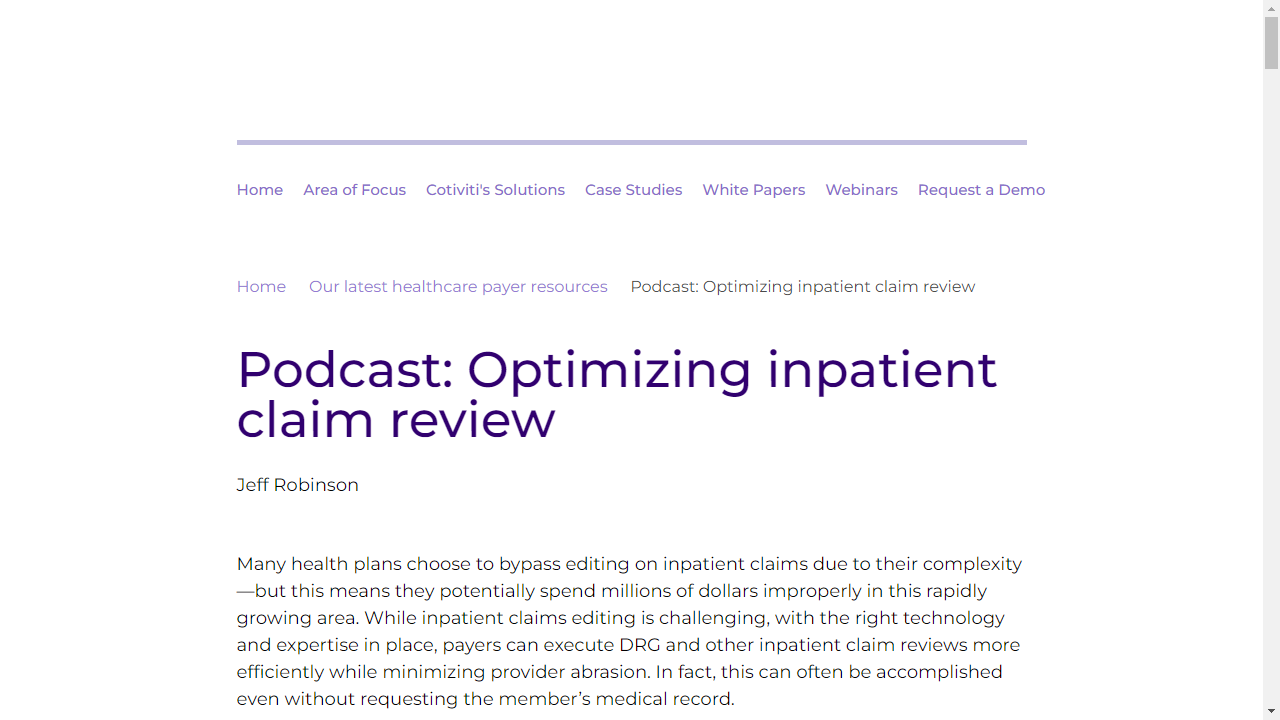 Home Area of Focus Cotiviti's Solutions Case Studies White Papers Webinars Request a Demo
Home Our latest healthcare payer resources Podcast: Optimizing inpatient claim review
Podcast: Optimizing inpatient
claim review
Jeff Robinson
Many health plans choose to bypass editing on inpatient claims due to their complexity
—but this means they potentially spend millions of dollars improperly in this rapidly
growing area. While inpatient claims editing is challenging, with the right technology
and expertise in place, payers can execute DRG and other inpatient claim reviews more
efficiently while minimizing provider abrasion. In fact, this can often be accomplished
even without requesting the member’s medical record.